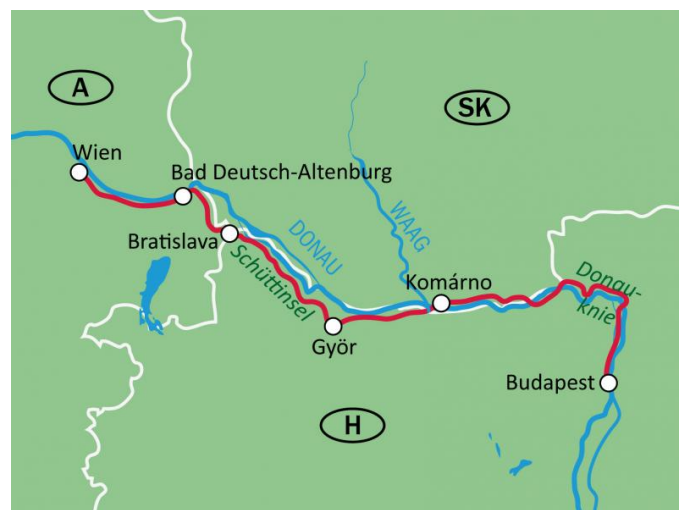 A
SK
Wien
Bad Deutsch-Altenburg
Bratislava
DONAU
WAAG
Schüttinsel
Komárno
Donau-
knie
Györ
Budapest
H